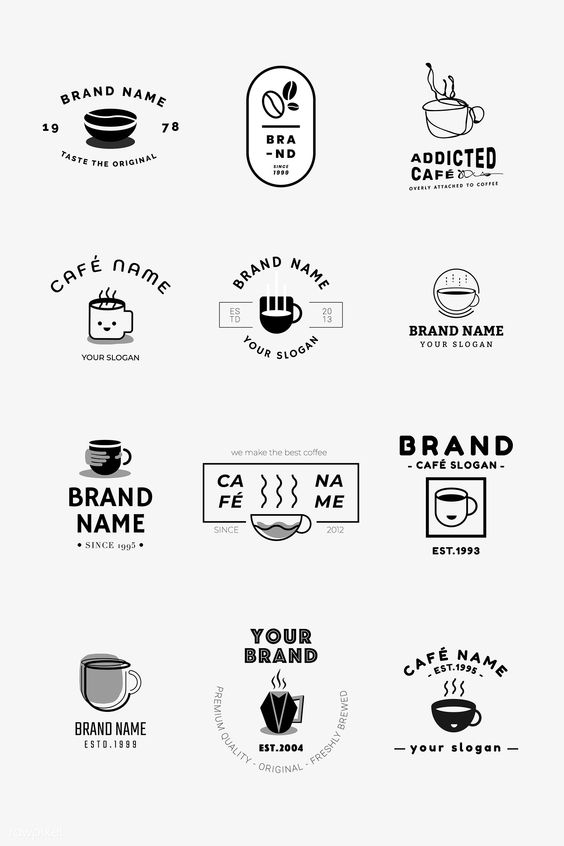 BRAND NAME
19 78
TASTE THE ORIGINAL
BRA
-ND
SINCE
1999
ADDICTED
CAFÉ
OVERLY ATTACHED TO COFFEE
CAFÉ NAME
YOUR SLOGAN
BRAND NAME
ES 20
TD 13
YOUR SLOGAN
BRAND NAME
YOUR SLOGAN
BRAND
NAME
• SINCE 1995 •
we make the best coffee
CA NA
FÉ ME
SINCE 2012
BRAND
- CAFÉ SLOGAN -
EST.1993
BRAND NAME
ESTD.1999
YOUR
BRAND
EST.2004
PREMIUM QUALITY - ORIGINAL - FRESHLY BREWED
CAFÉ NAME
- EST.1995 -
— your slogan —
rawpixel